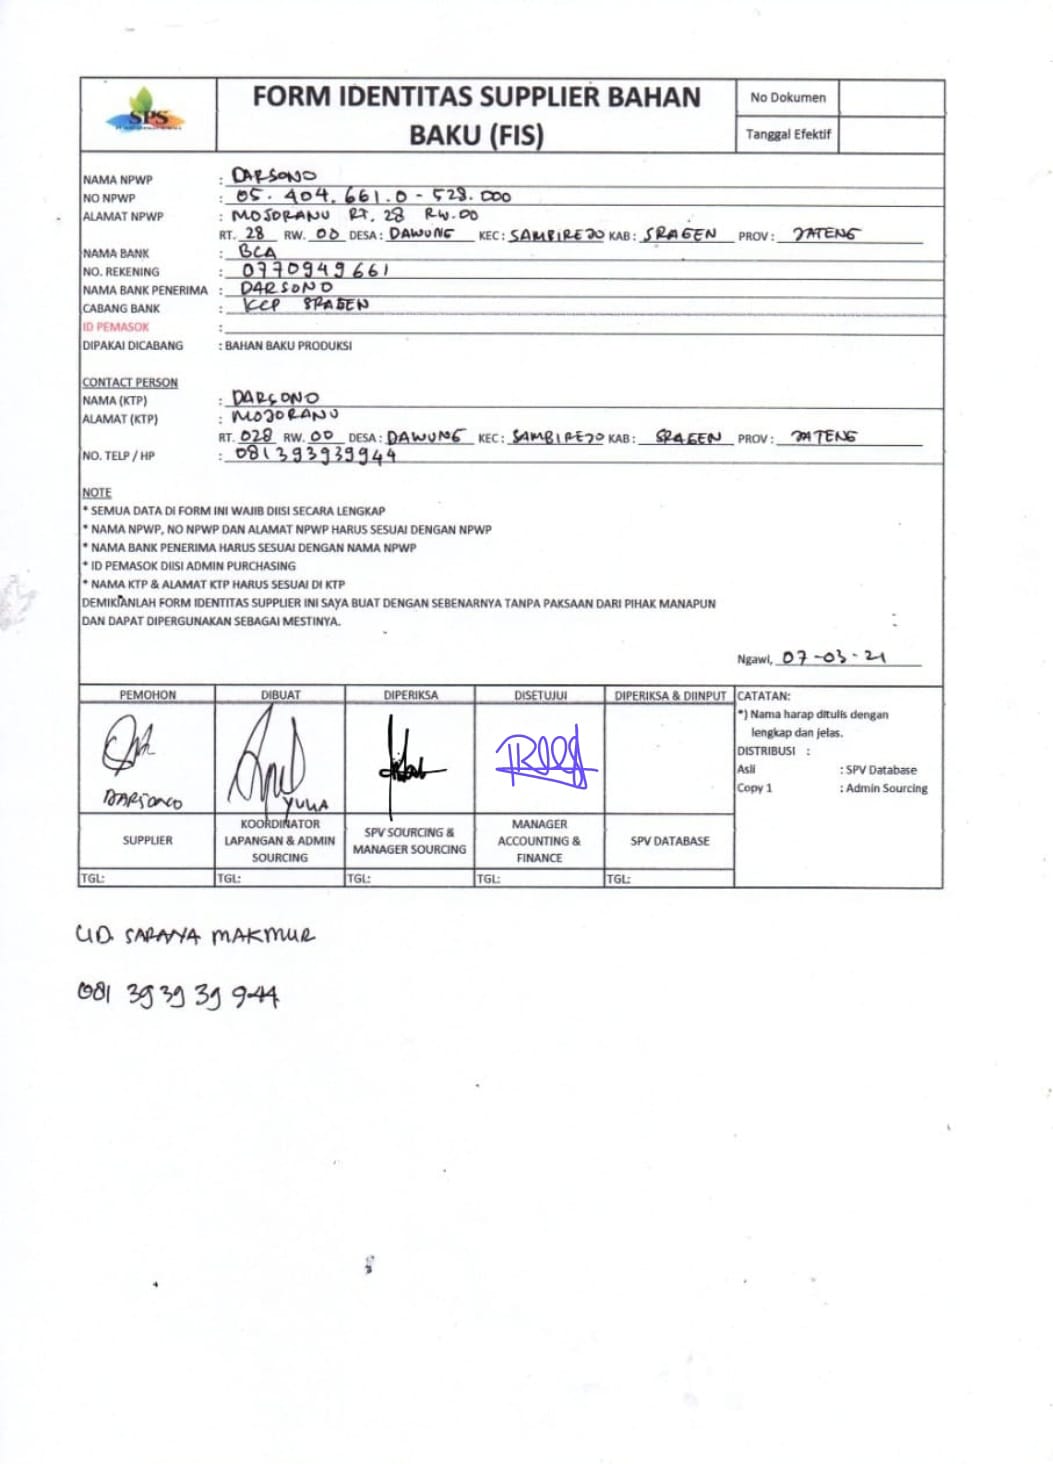 SPS
FORM IDENTITAS SUPPLIER BAHAN
BAKU (FIS)
No Dokumen
Tanggal Efektif
NAMA NPWP : DARSONO
NO NPWP : 05. 404. 661.0 - 528.000
ALAMAT NPWP : MOJORANU RT. 28 RW.00
RT. 28 RW. 00 DESA : DAWUNG KEC : SAMBIREJO KAB : SRAGEN PROV : JATENG
NAMA BANK : BCA
NO. REKENING : 0770949661
NAMA BANK PENERIMA : DARSONO
CABANG BANK : KCP SRAGEN
ID PEMASOK :
DIPAKAI DICABANG : BAHAN BAKU PRODUKSI
CONTACT PERSON
NAMA (KTP) : DARSONO
ALAMAT (KTP) : MOJORANU
RT. 028 RW. 00 DESA : DAWUNG KEC : SAMBIREJO KAB : SRAGEN PROV : JATENG
NO. TELP / HP : 081393939944
NOTE
* SEMUA DATA DI FORM INI WAJIB DIISI SECARA LENGKAP
* NAMA NPWP, NO NPWP DAN ALAMAT NPWP HARUS SESUAI DENGAN NPWP
* NAMA BANK PENERIMA HARUS SESUAI DENGAN NAMA NPWP
* ID PEMASOK DIISI ADMIN PURCHASING
* NAMA KTP & ALAMAT KTP HARUS SESUAI DI KTP
DEMIKIANLAH FORM IDENTITAS SUPPLIER INI SAYA BUAT DENGAN SEBENARNYA TANPA PAKSAAN DARI PIHAK MANAPUN
DAN DAPAT DIPERGUNAKAN SEBAGAI MESTINYA.
Ngawi, 07-03-21
PEMOHON DIBUAT DIPERIKSA DISETUJUI DIPERIKSA & DIINPUT CATATAN:
*) Nama harap ditulis dengan
lengkap dan jelas.
DISTRIBUSI :
Asli : SPV Database
Copy 1 : Admin Sourcing
DARSONO
YULIA
SUPPLIER
KOORDINATOR
LAPANGAN & ADMIN
SOURCING
SPV SOURCING &
MANAGER SOURCING
MANAGER
ACCOUNTING &
FINANCE
SPV DATABASE
TGL: TGL: TGL: TGL: TGL:
UD. SARANA MAKMUR
081 39 39 39 944